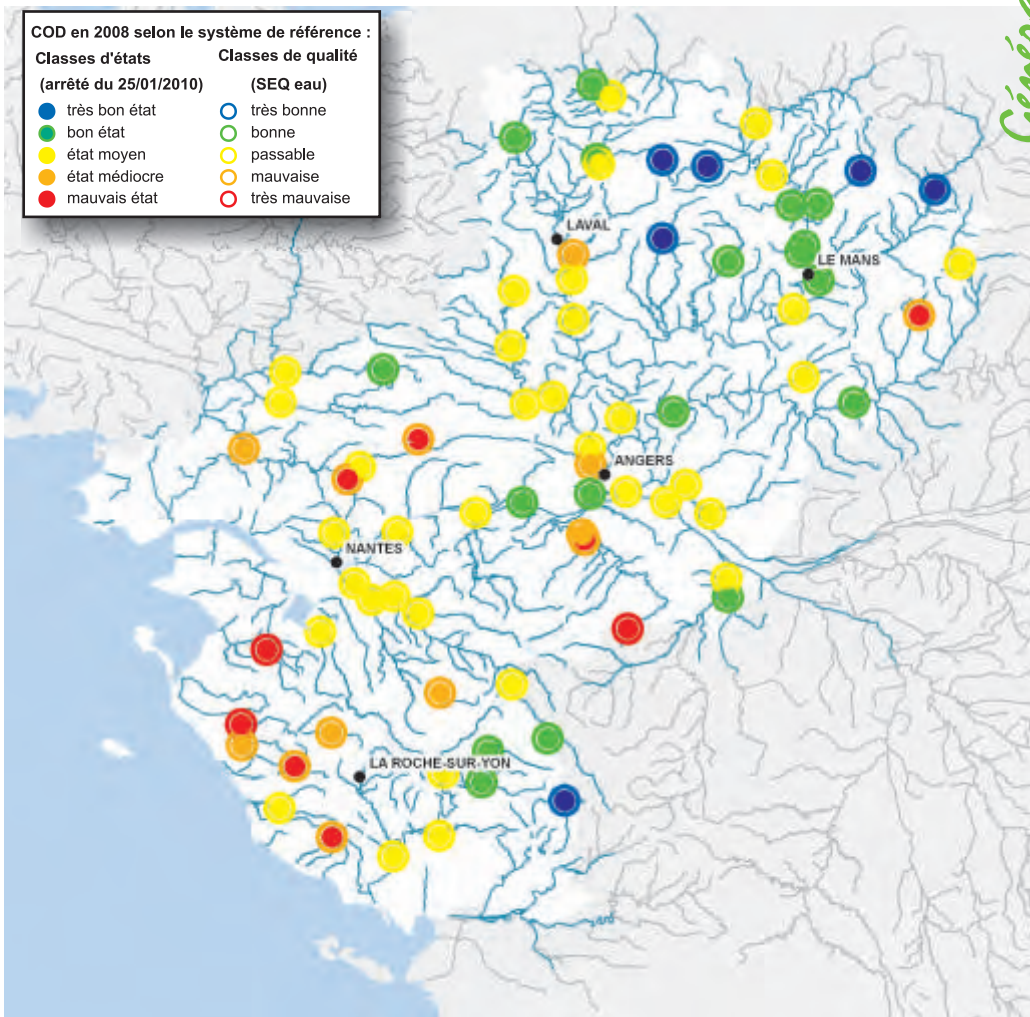 COD en 2008 selon le système de référence :
Classes d'états
(arrêté du 25/01/2010)
très bon état
bon état
état moyen
état médiocre
mauvais état
Classes de qualité
(SEQ eau)
très bonne
bonne
passable
mauvaise
très mauvaise
LAVAL
LE MANS
ANGERS
NANTES
LA ROCHE-SUR-YON